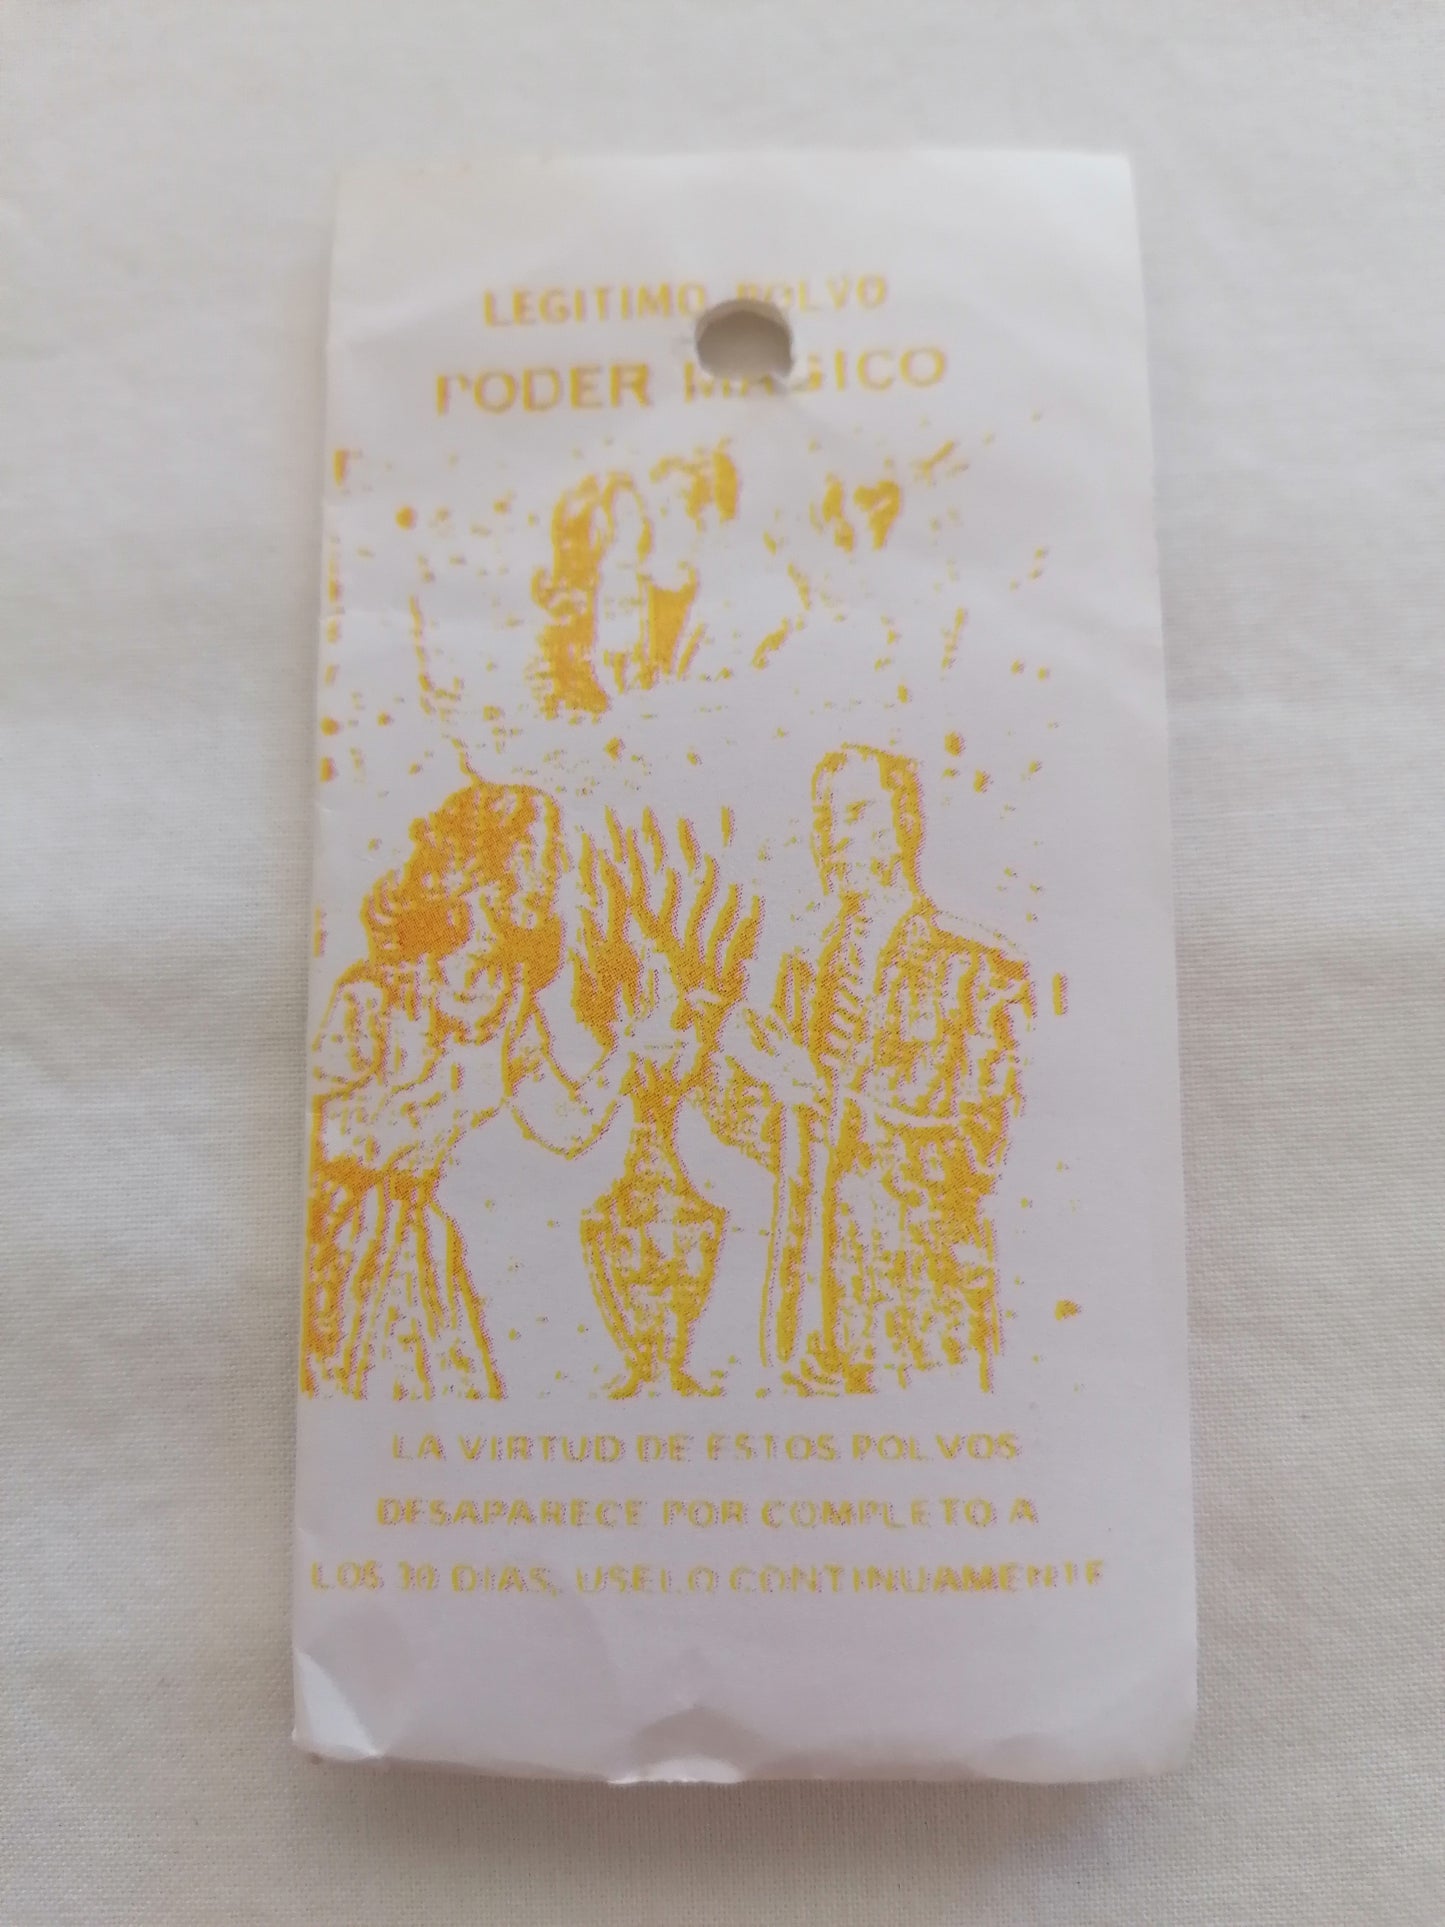 LEGITIMO POLVO
PODER MAGICO
LA VIRTUD DE ESTOS POLVOS
DESAPARECE POR COMPLETO A
LOS 30 DIAS, USELO CONTINUAMENTE